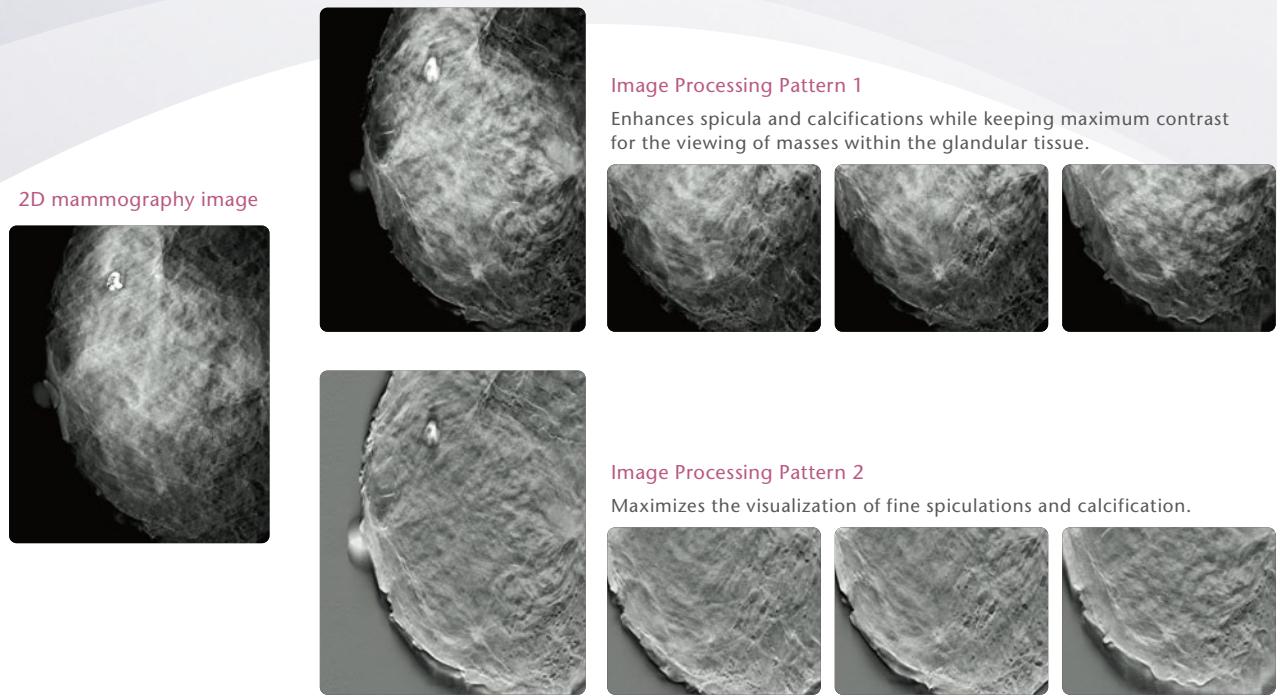 Image Processing Pattern 1
Enhances spicula and calcifications while keeping maximum contrast
for the viewing of masses within the glandular tissue.
2D mammography image
Image Processing Pattern 2
Maximizes the visualization of fine spiculations and calcification.